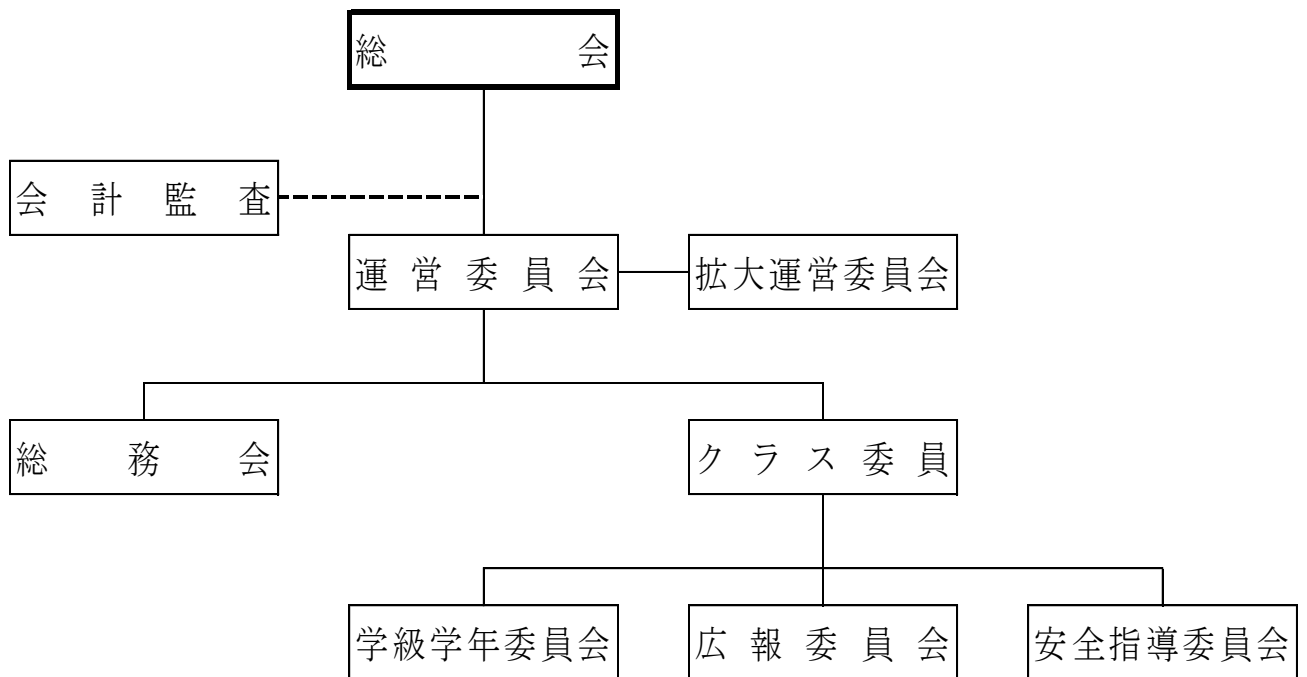 総会
会計監査
運営委員会
拡大運営委員会
総務会
クラス委員
学級学年委員会
広報委員会
安全指導委員会